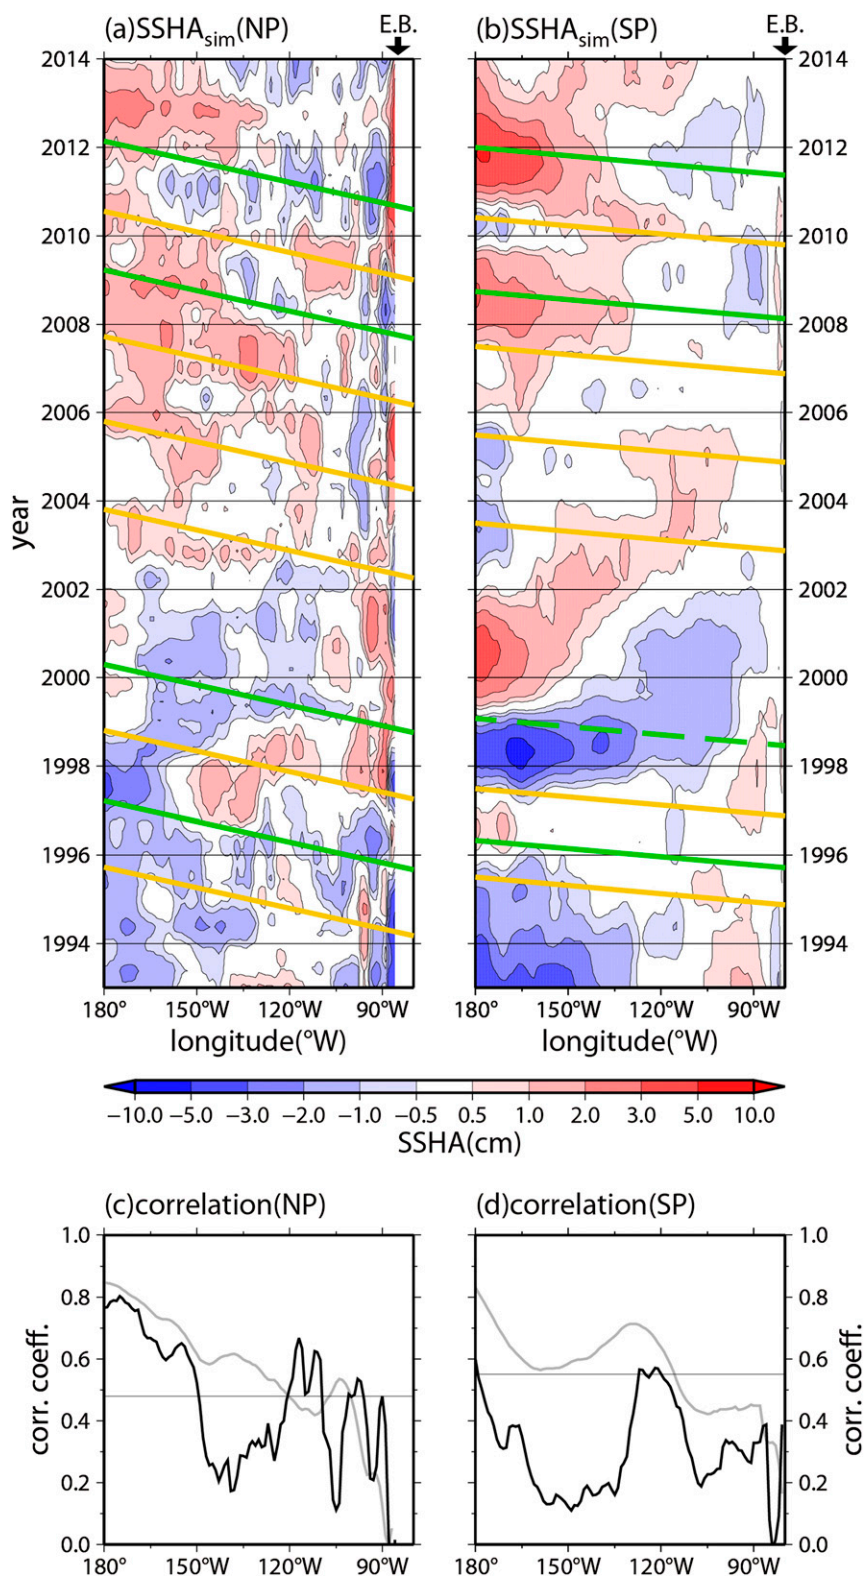 (a)SSHAsim(NP) E.B. (b)SSHAsim(SP) E.B.
2014 2014
2012 2012
2010 2010
2008 2008
2006 2006
year
2004 2004
2002 2002
2000 2000
1998 1998
1996 1996
1994 1994
180° 150°W 120°W 90°W 180° 150°W 120°W 90°W
longitude(°W) longitude(°W)
−10.0 −5.0 −3.0 −2.0 −1.0 −0.5 0.5 1.0 2.0 3.0 5.0 10.0
SSHA(cm)
(c)correlation(NP) (d)correlation(SP)
1.0 1.0
0.8 0.8
0.6 0.6
corr. coeff. corr. coeff.
0.4 0.4
0.2 0.2
0.0 0.0
180° 150°W 120°W 90°W 180° 150°W 120°W 90°W